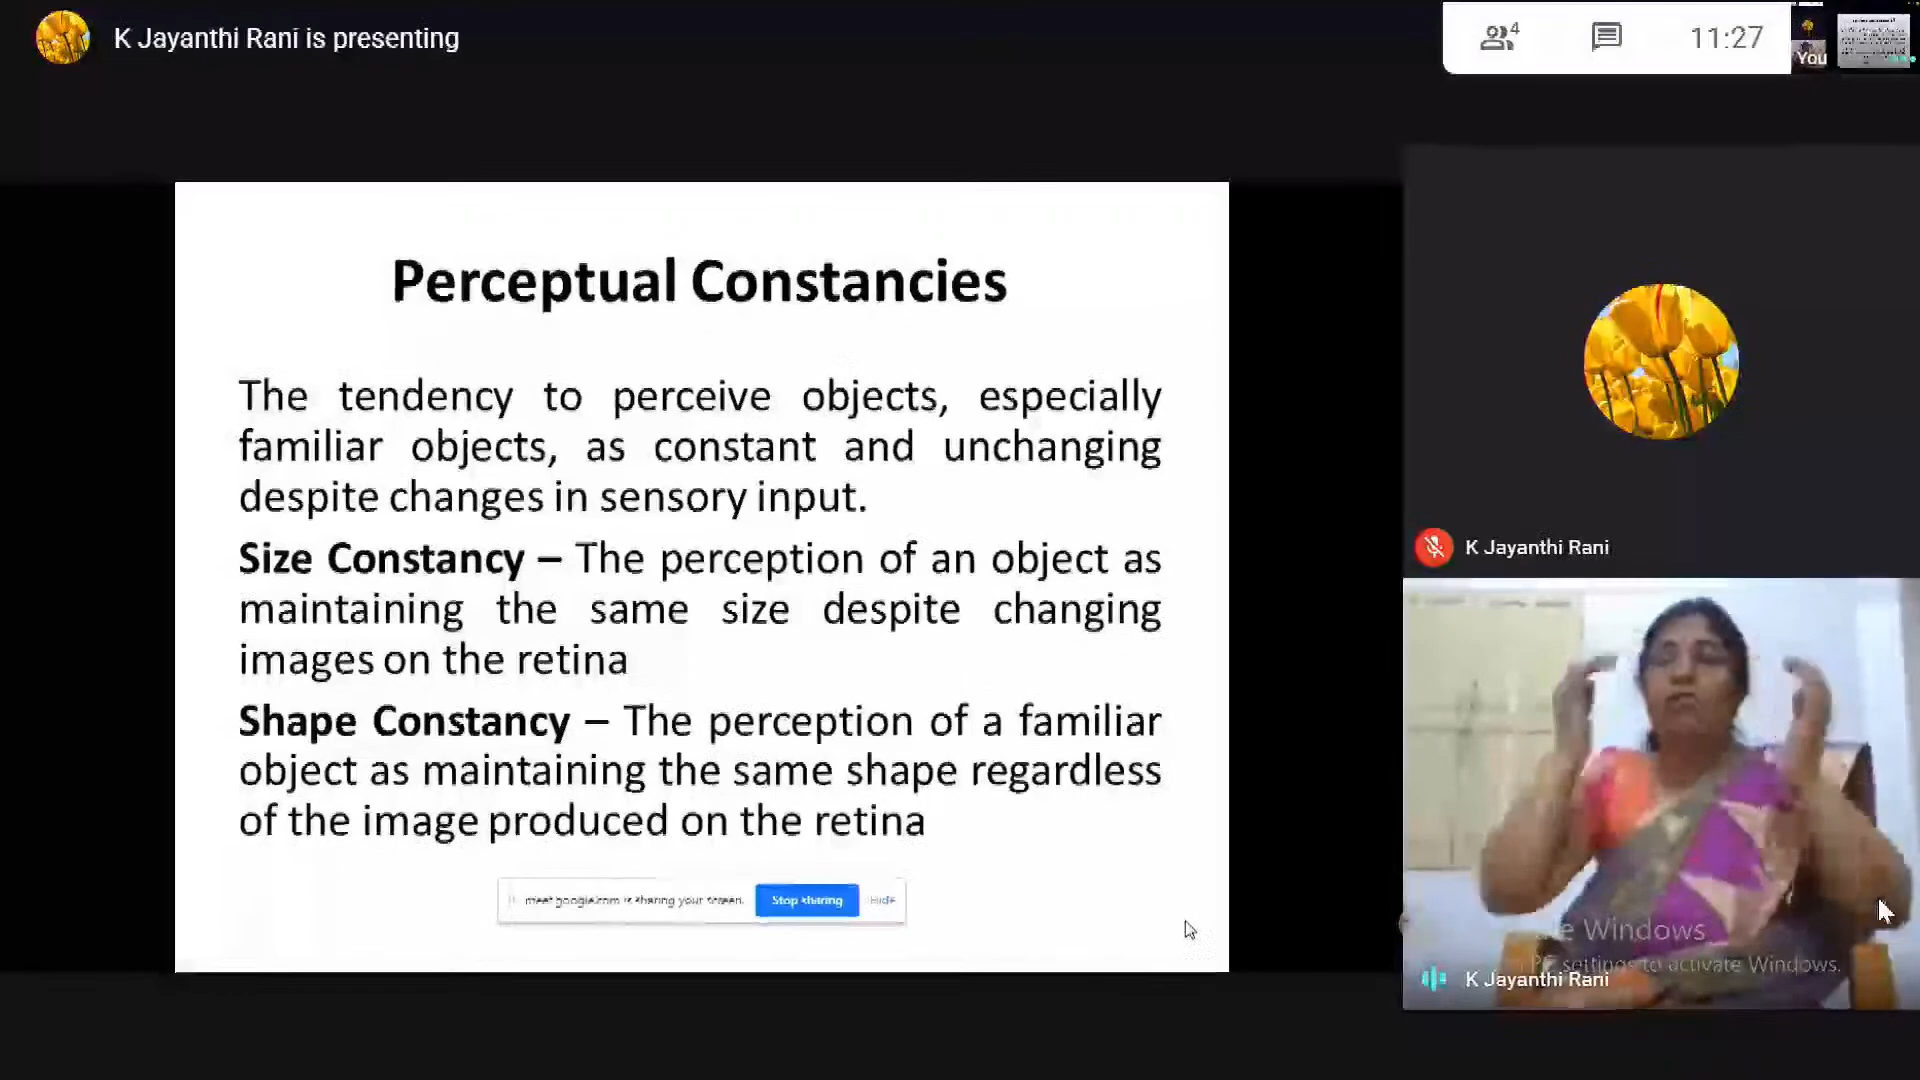 K Jayanthi Rani is presenting
4
11:27
You
Perceptual Constancies
The tendency to perceive objects, especially
familiar objects, as constant and unchanging
despite changes in sensory input.
Size Constancy – The perception of an object as
maintaining the same size despite changing
images on the retina
Shape Constancy – The perception of a familiar
object as maintaining the same shape regardless
of the image produced on the retina
meet.google.com is sharing your screen.
Stop sharing
Hide
K Jayanthi Rani
Windows
settings to activate Windows.
K Jayanthi Rani